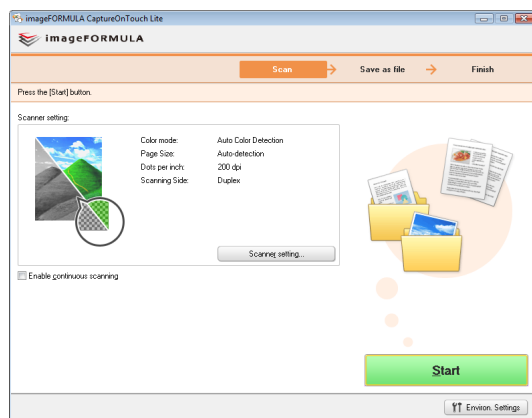 imageFORMULA CaptureOnTouch Lite
imageFORMULA
Scan → Save as file → Finish
Press the [Start] button.
Scanner setting:
Color mode: Auto Color Detection
Page Size: Auto-detection
Dots per inch: 200 dpi
Scanning Side: Duplex
Scanner setting...
Enable continuous scanning
Start
Environ. Settings